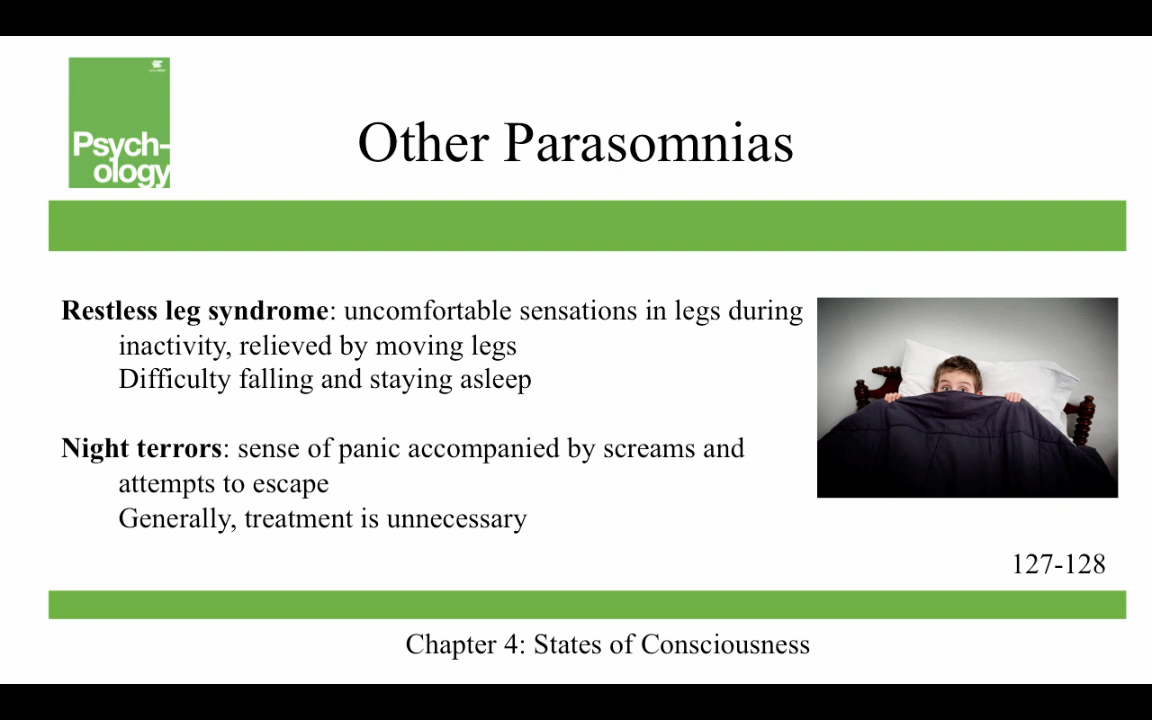 Psych-
ology
Other Parasomnias
Restless leg syndrome: uncomfortable sensations in legs during
inactivity, relieved by moving legs
Difficulty falling and staying asleep
Night terrors: sense of panic accompanied by screams and
attempts to escape
Generally, treatment is unnecessary
127-128
Chapter 4: States of Consciousness